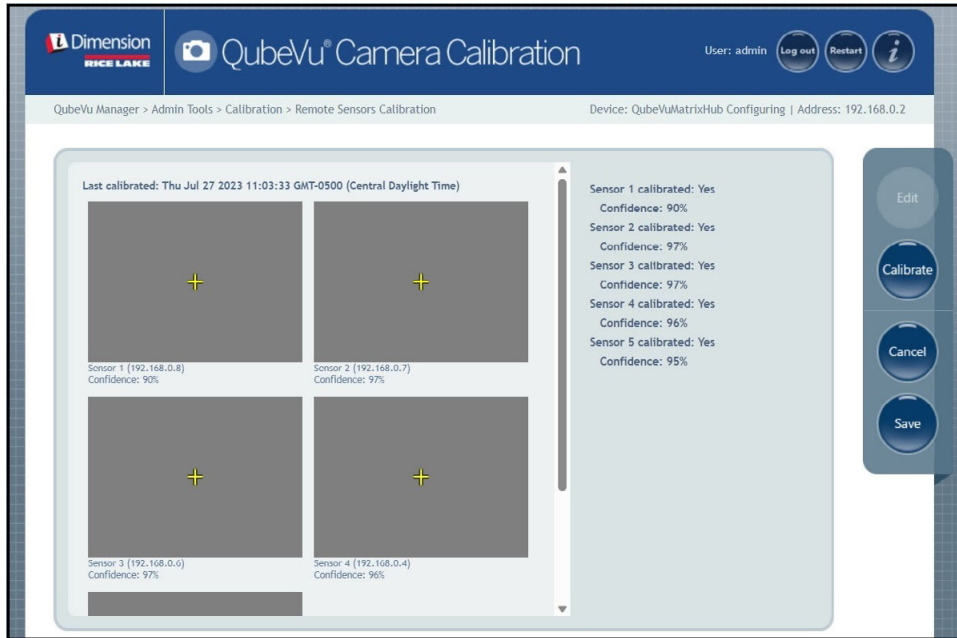 i Dimension
RICE LAKE
QubeVu® Camera Calibration
User: admin
Log out
Restart
i
QubeVu Manager > Admin Tools > Calibration > Remote Sensors Calibration
Device: QubeVuMatrixHub Configuring | Address: 192.168.0.2
Last calibrated: Thu Jul 27 2023 11:03:33 GMT-0500 (Central Daylight Time)
Sensor 1 (192.168.0.8)
Confidence: 90%
Sensor 2 (192.168.0.7)
Confidence: 97%
Sensor 3 (192.168.0.6)
Confidence: 97%
Sensor 4 (192.168.0.4)
Confidence: 96%
Sensor 1 calibrated: Yes
Confidence: 90%
Sensor 2 calibrated: Yes
Confidence: 97%
Sensor 3 calibrated: Yes
Confidence: 97%
Sensor 4 calibrated: Yes
Confidence: 96%
Sensor 5 calibrated: Yes
Confidence: 95%
Edit
Calibrate
Cancel
Save